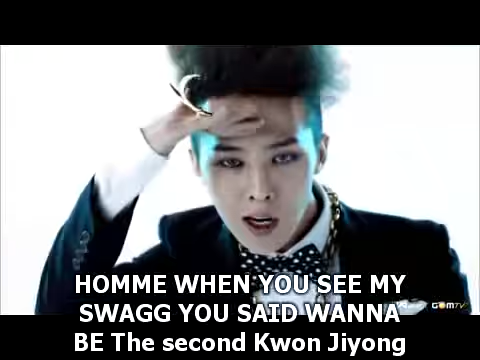 GOMTV
HOMME WHEN YOU SEE MY
SWAGG YOU SAID WANNA
BE The second Kwon Jiyong